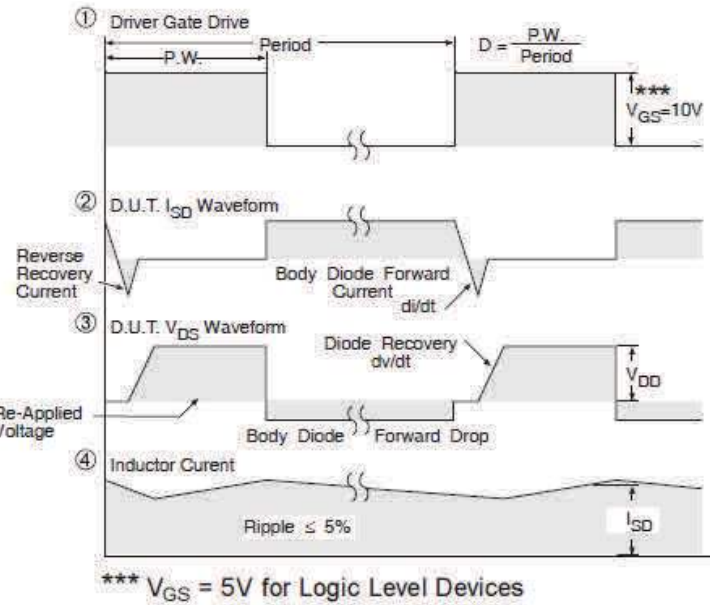 ① Driver Gate Drive
P.W.
Period
D = P.W.
Period
***
VGS=10V
② D.U.T. ISD Waveform
Reverse
Recovery
Current
Body Diode Forward
Current
di/dt
③ D.U.T. VDS Waveform
Diode Recovery
dv/dt
VDD
Re-Applied
Voltage
Body Diode Forward Drop
④ Inductor Curent
Ripple ≤ 5%
ISD
*** VGS = 5V for Logic Level Devices